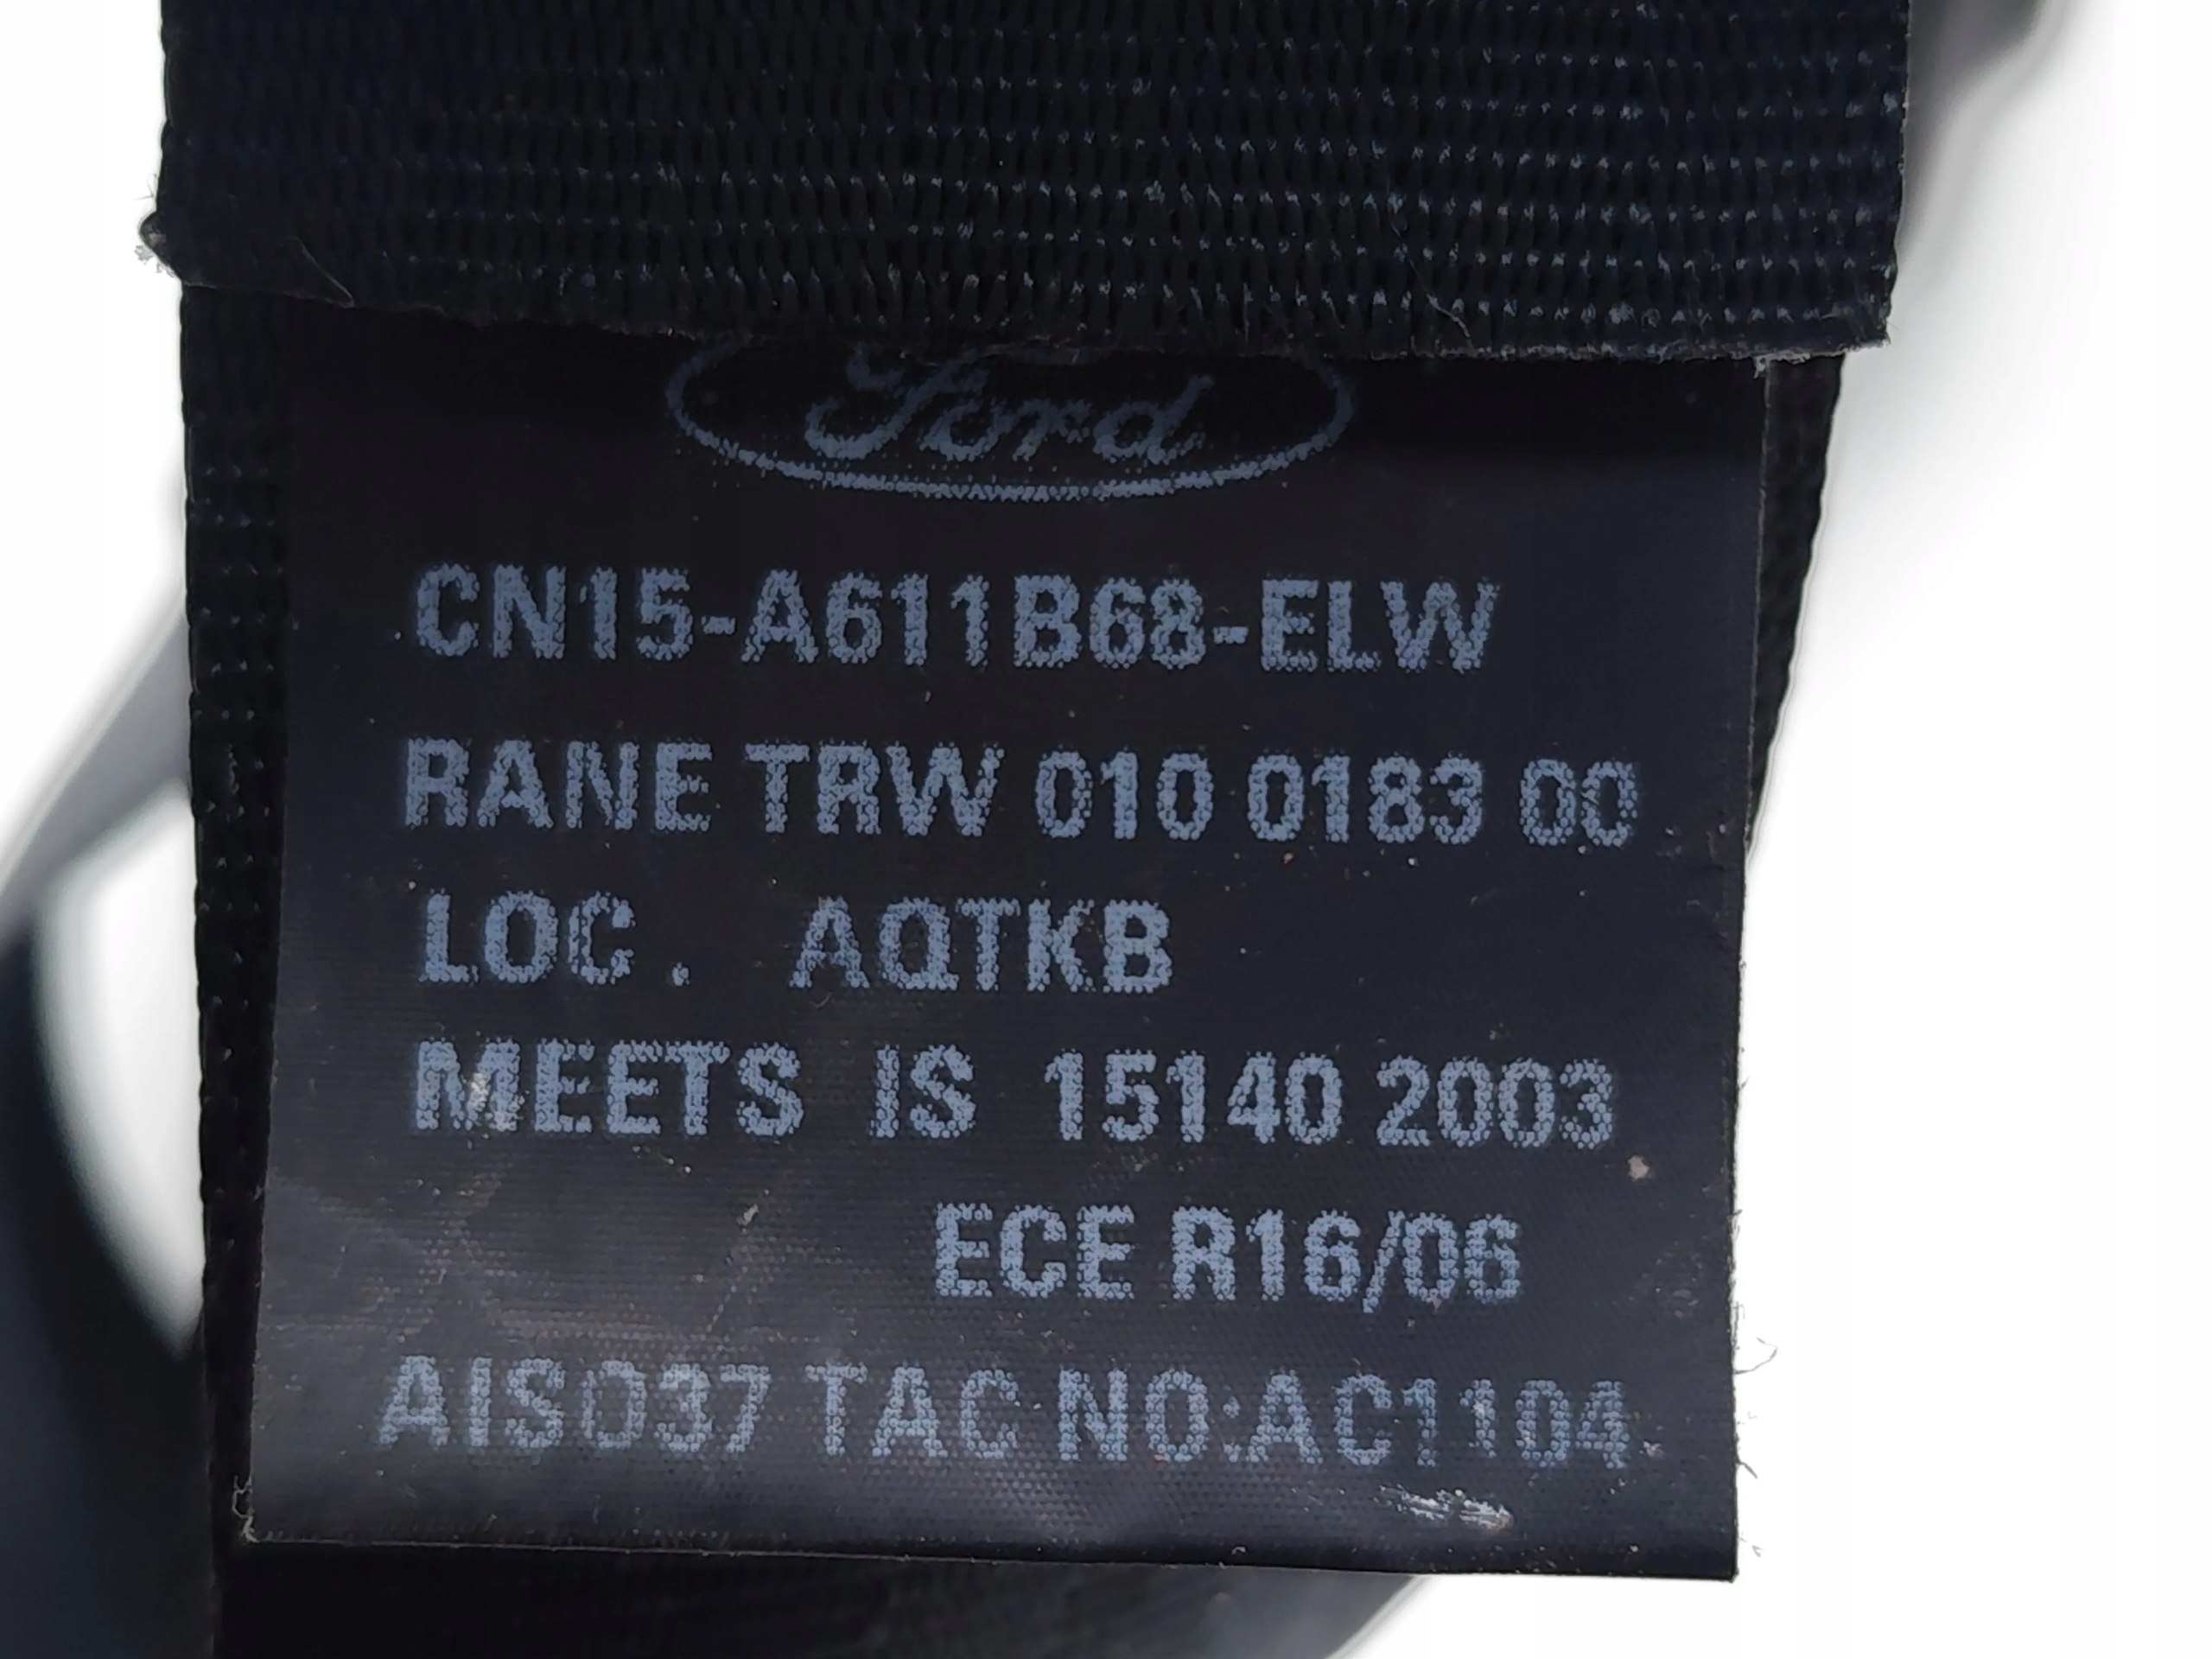 Ford
CN15-A611B68-ELW
RANE TRW 010 0183 00
LOC. AQTKB
MEETS IS 15140 2003
ECE R16/06
AIS037 TAC NO:AC1104